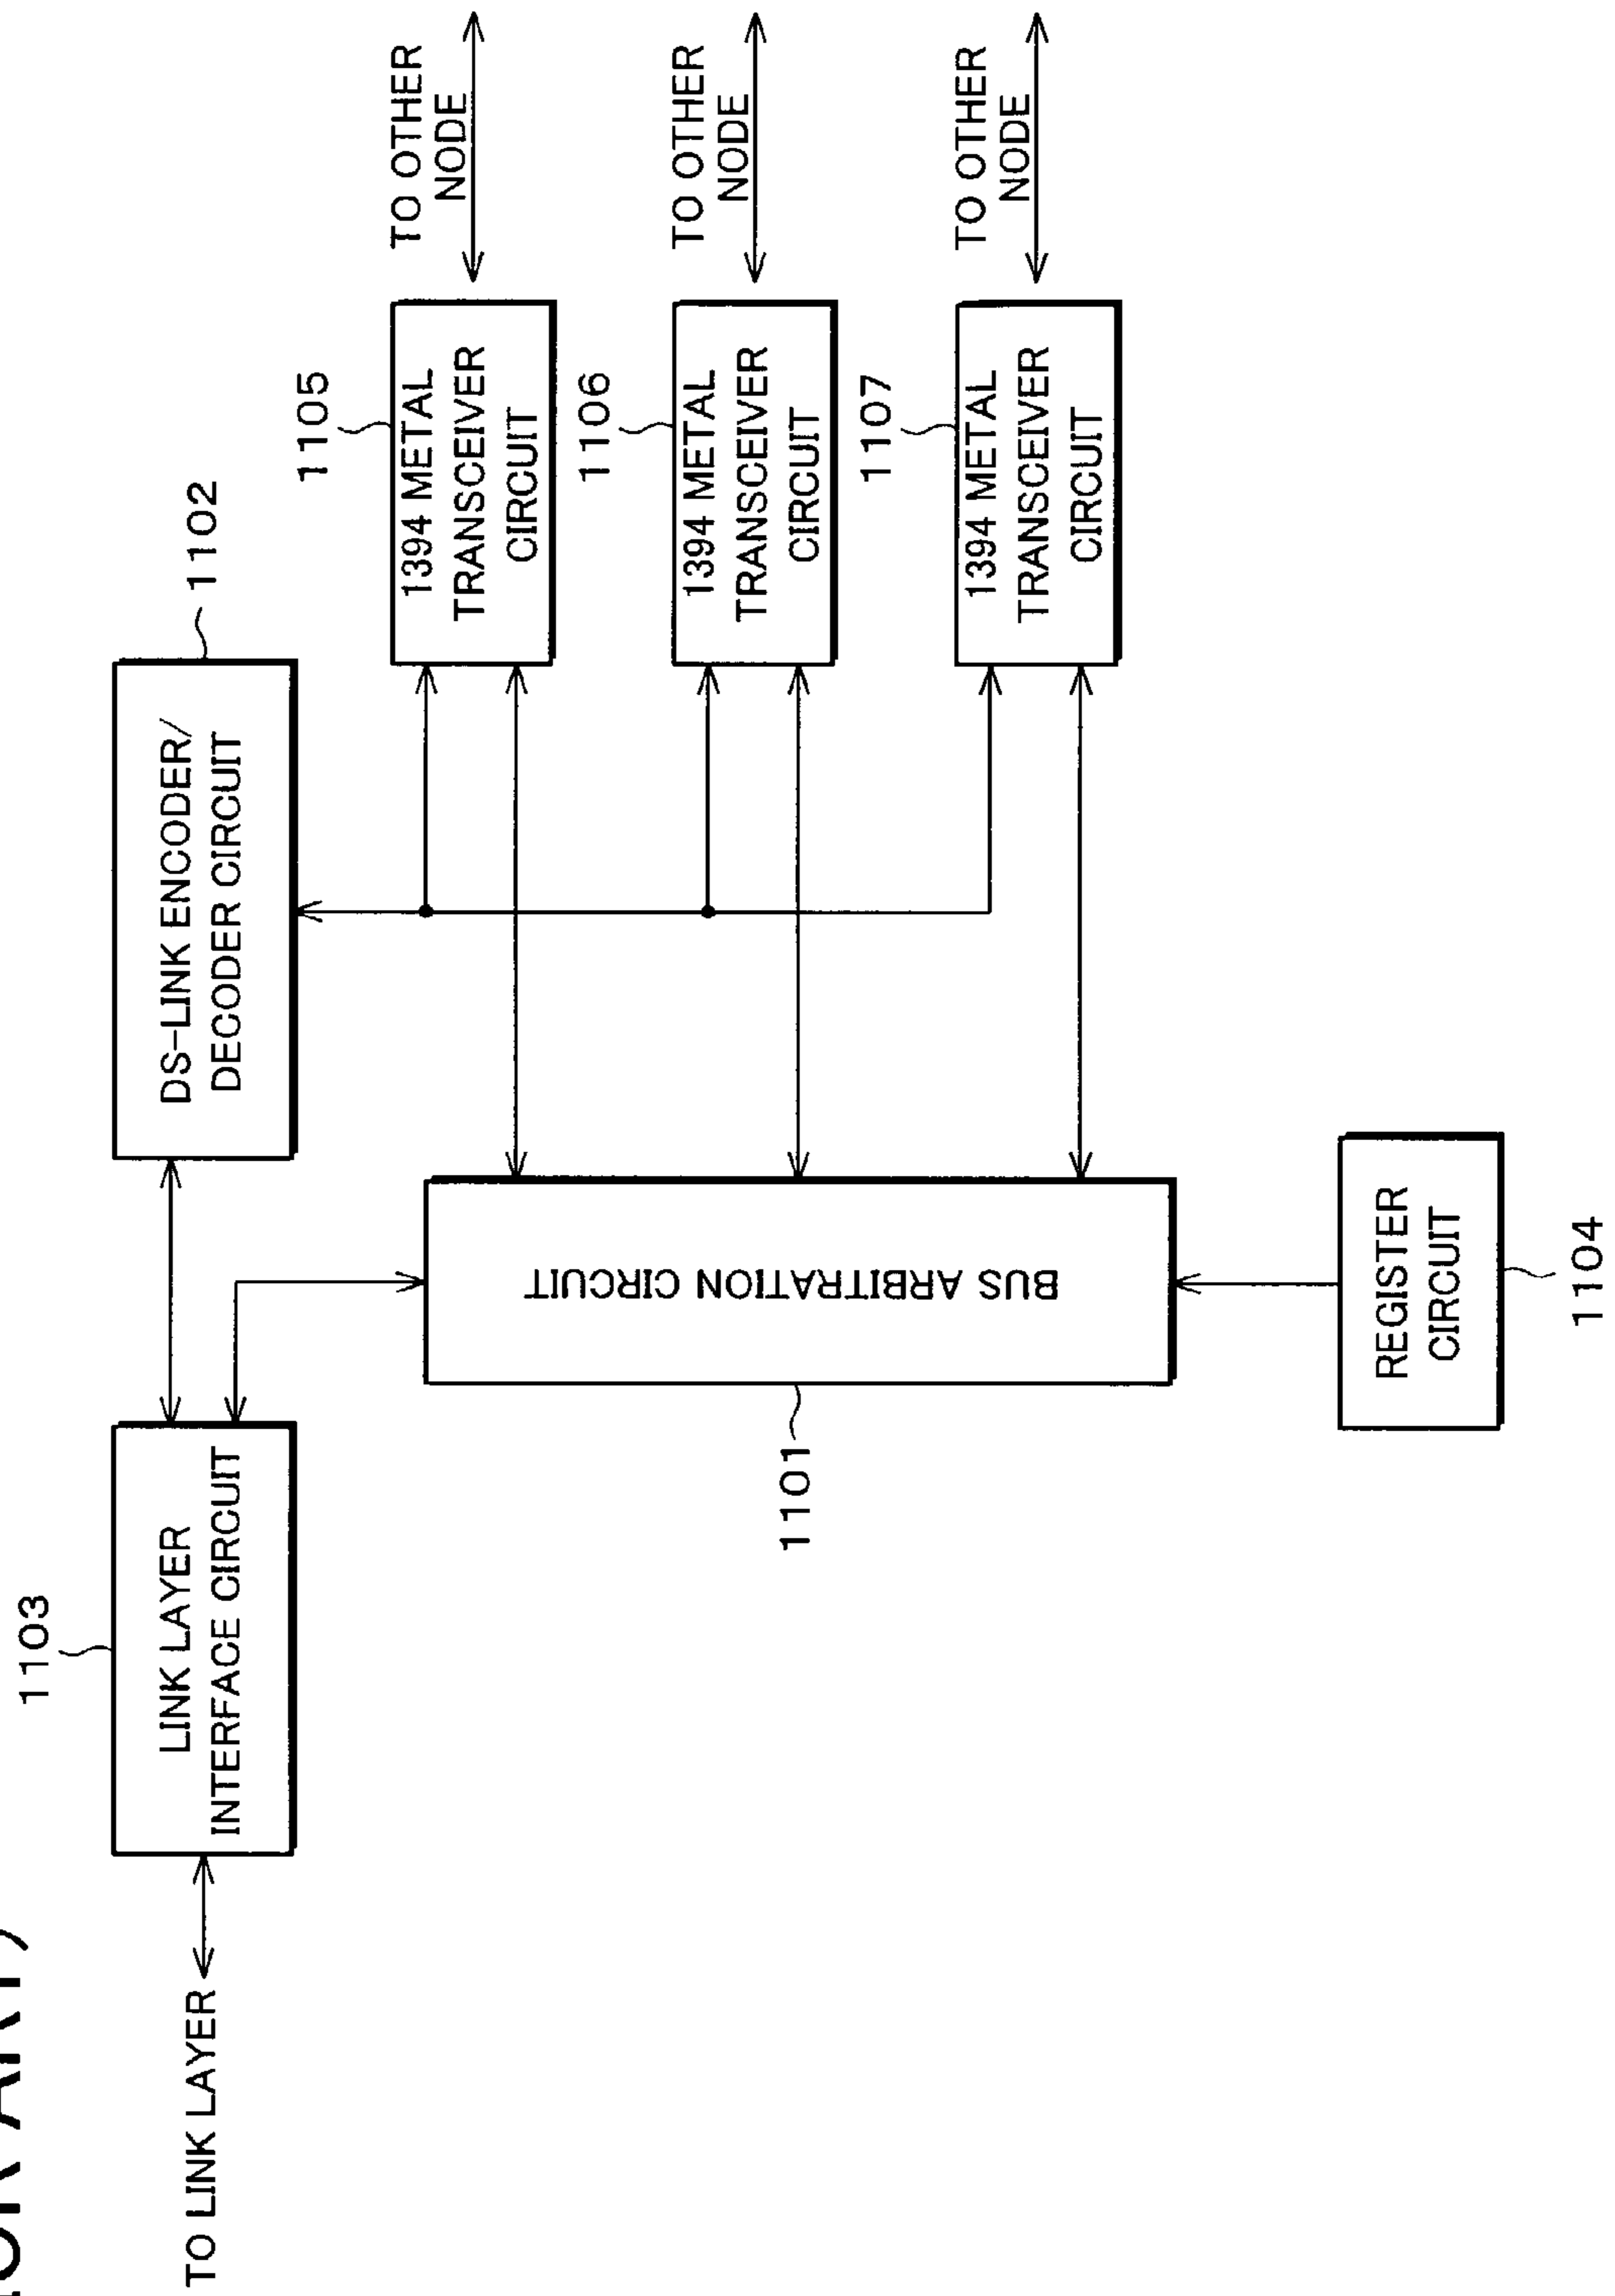 1103
LINK LAYER
INTERFACE CIRCUIT
TO LINK LAYER
DS-LINK ENCODER/
DECODER CIRCUIT
1102
1101
BUS ARBITRATION CIRCUIT
1105
1394 METAL
TRANSCEIVER
CIRCUIT
TO OTHER
NODE
1106
1394 METAL
TRANSCEIVER
CIRCUIT
TO OTHER
NODE
1107
1394 METAL
TRANSCEIVER
CIRCUIT
TO OTHER
NODE
REGISTER
CIRCUIT
1104